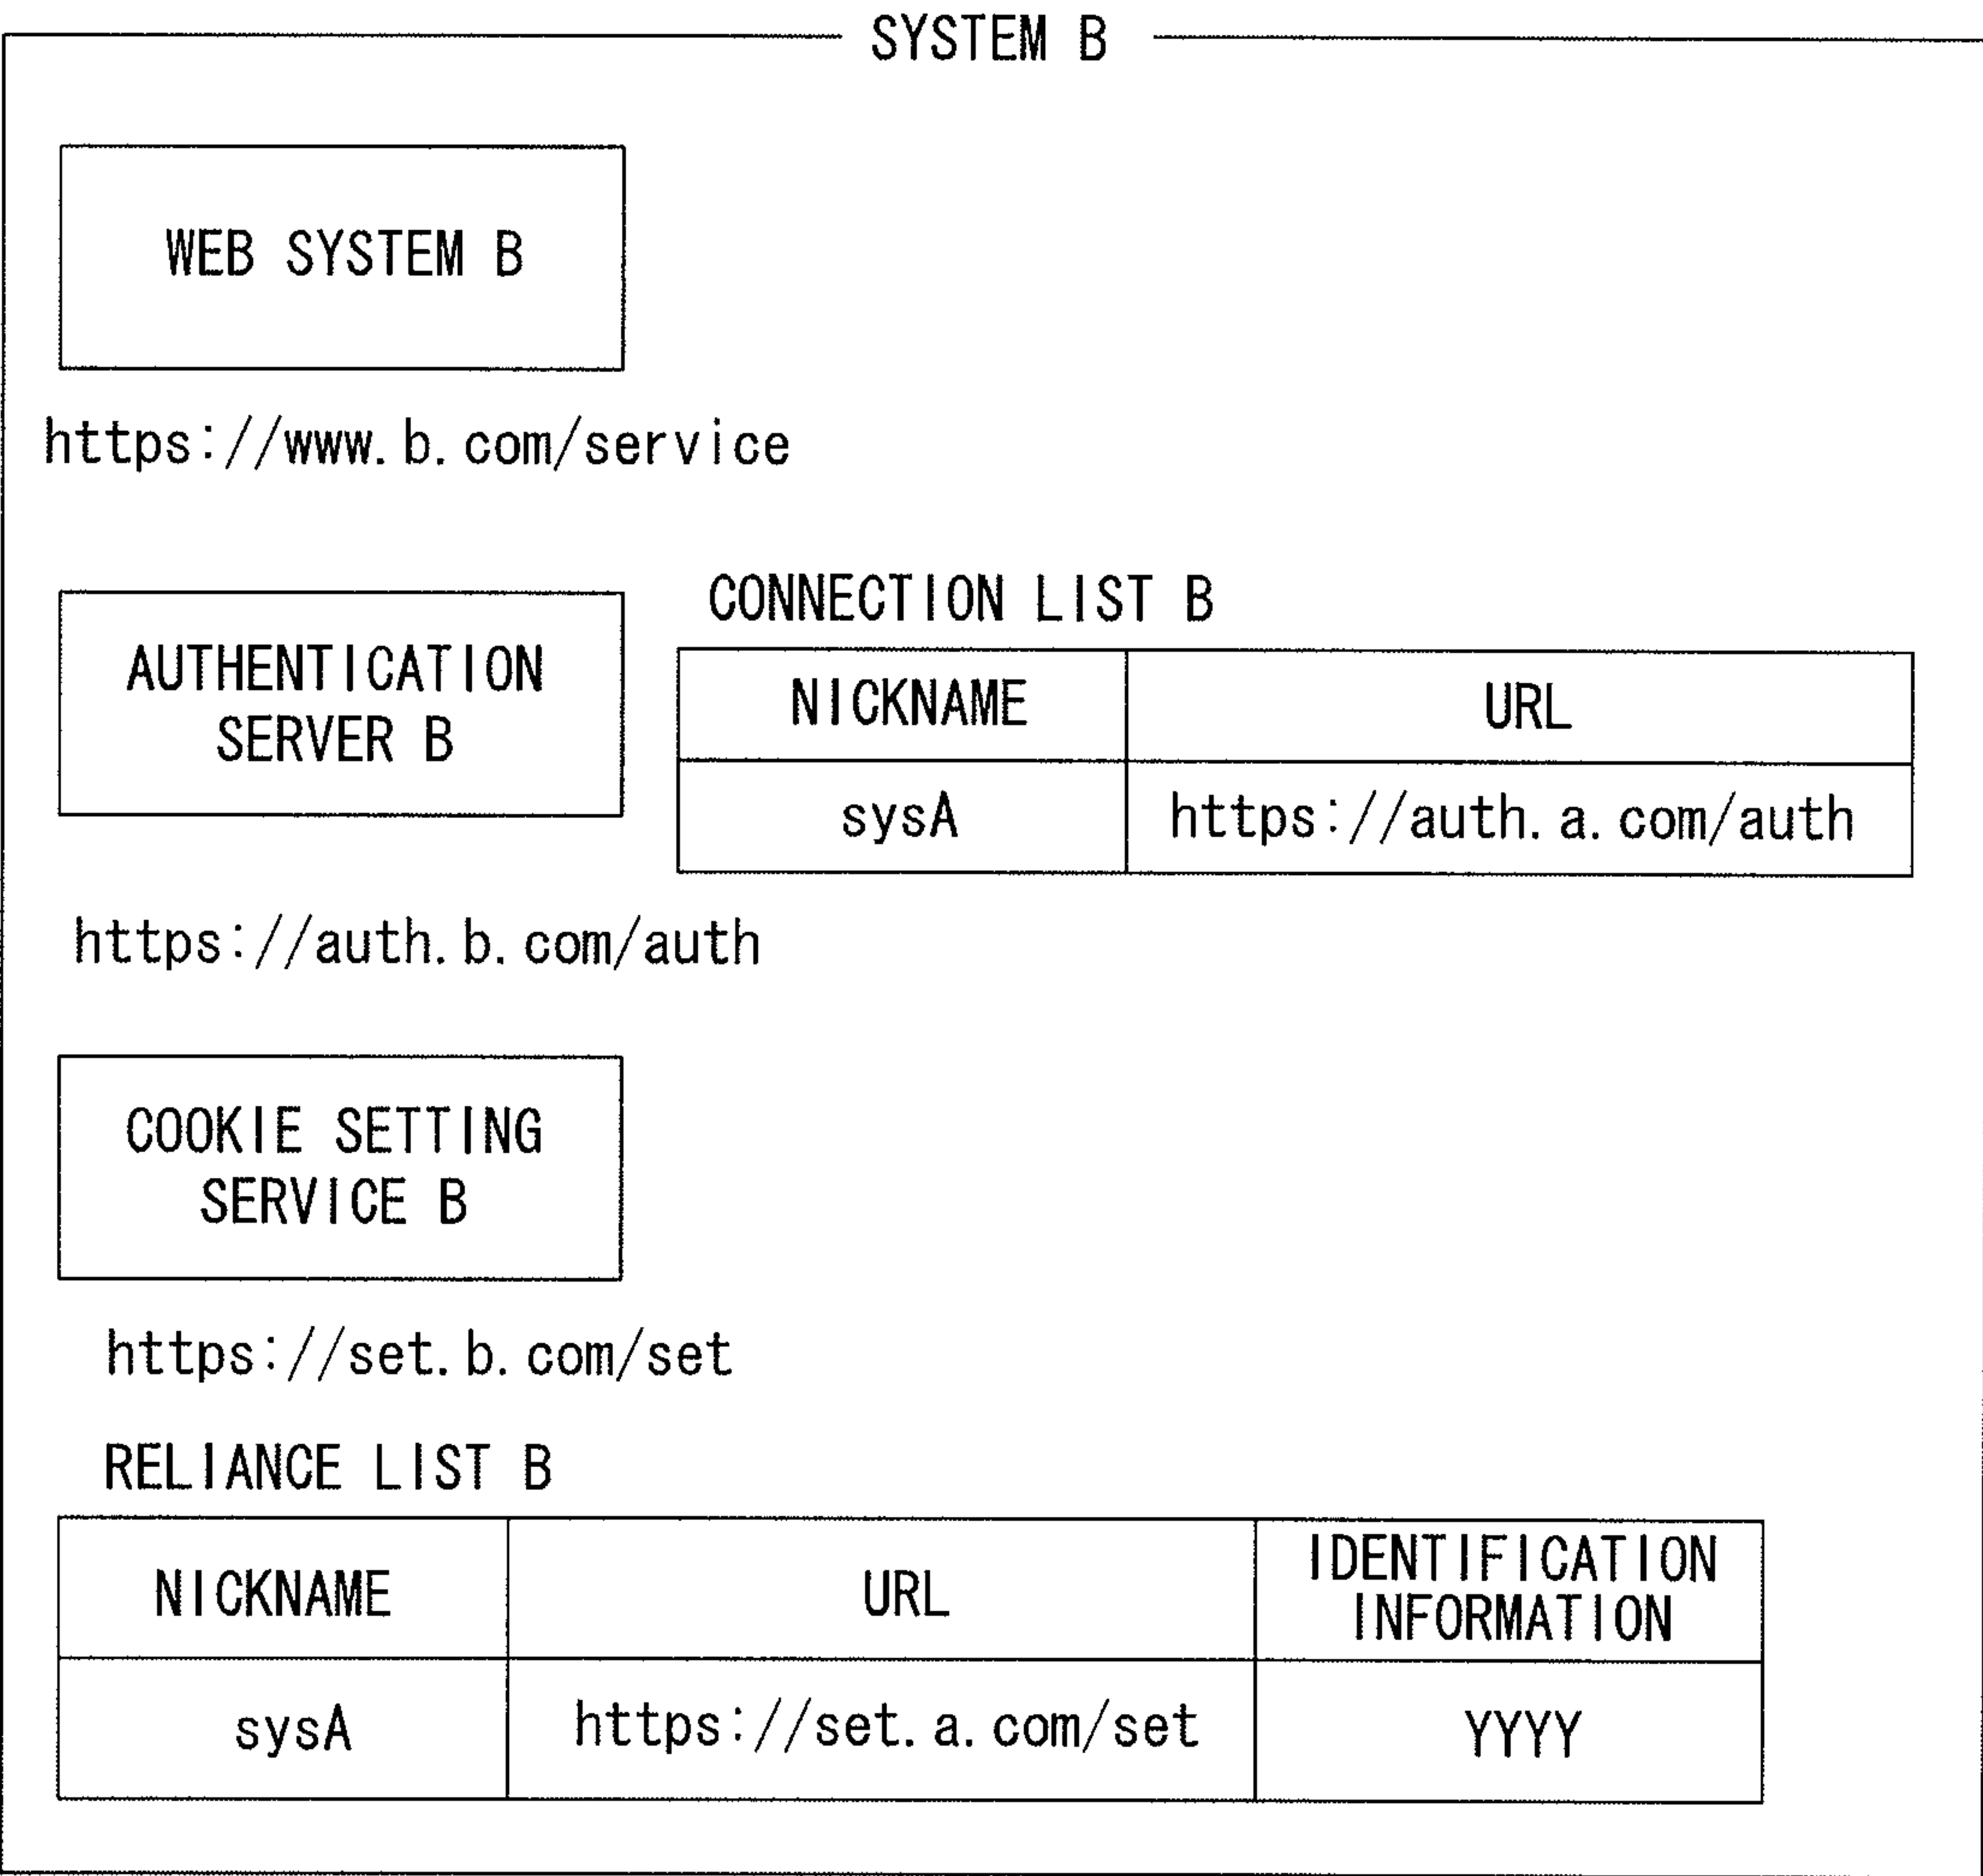 SYSTEM B
WEB SYSTEM B
https://www.b.com/service
AUTHENTICATION
SERVER B
https://auth.b.com/auth
CONNECTION LIST B
NICKNAME URL
sysA https://auth.a.com/auth
COOKIE SETTING
SERVICE B
https://set.b.com/set
RELIANCE LIST B
NICKNAME URL IDENTIFICATION
INFORMATION
sysA https://set.a.com/set YYYY